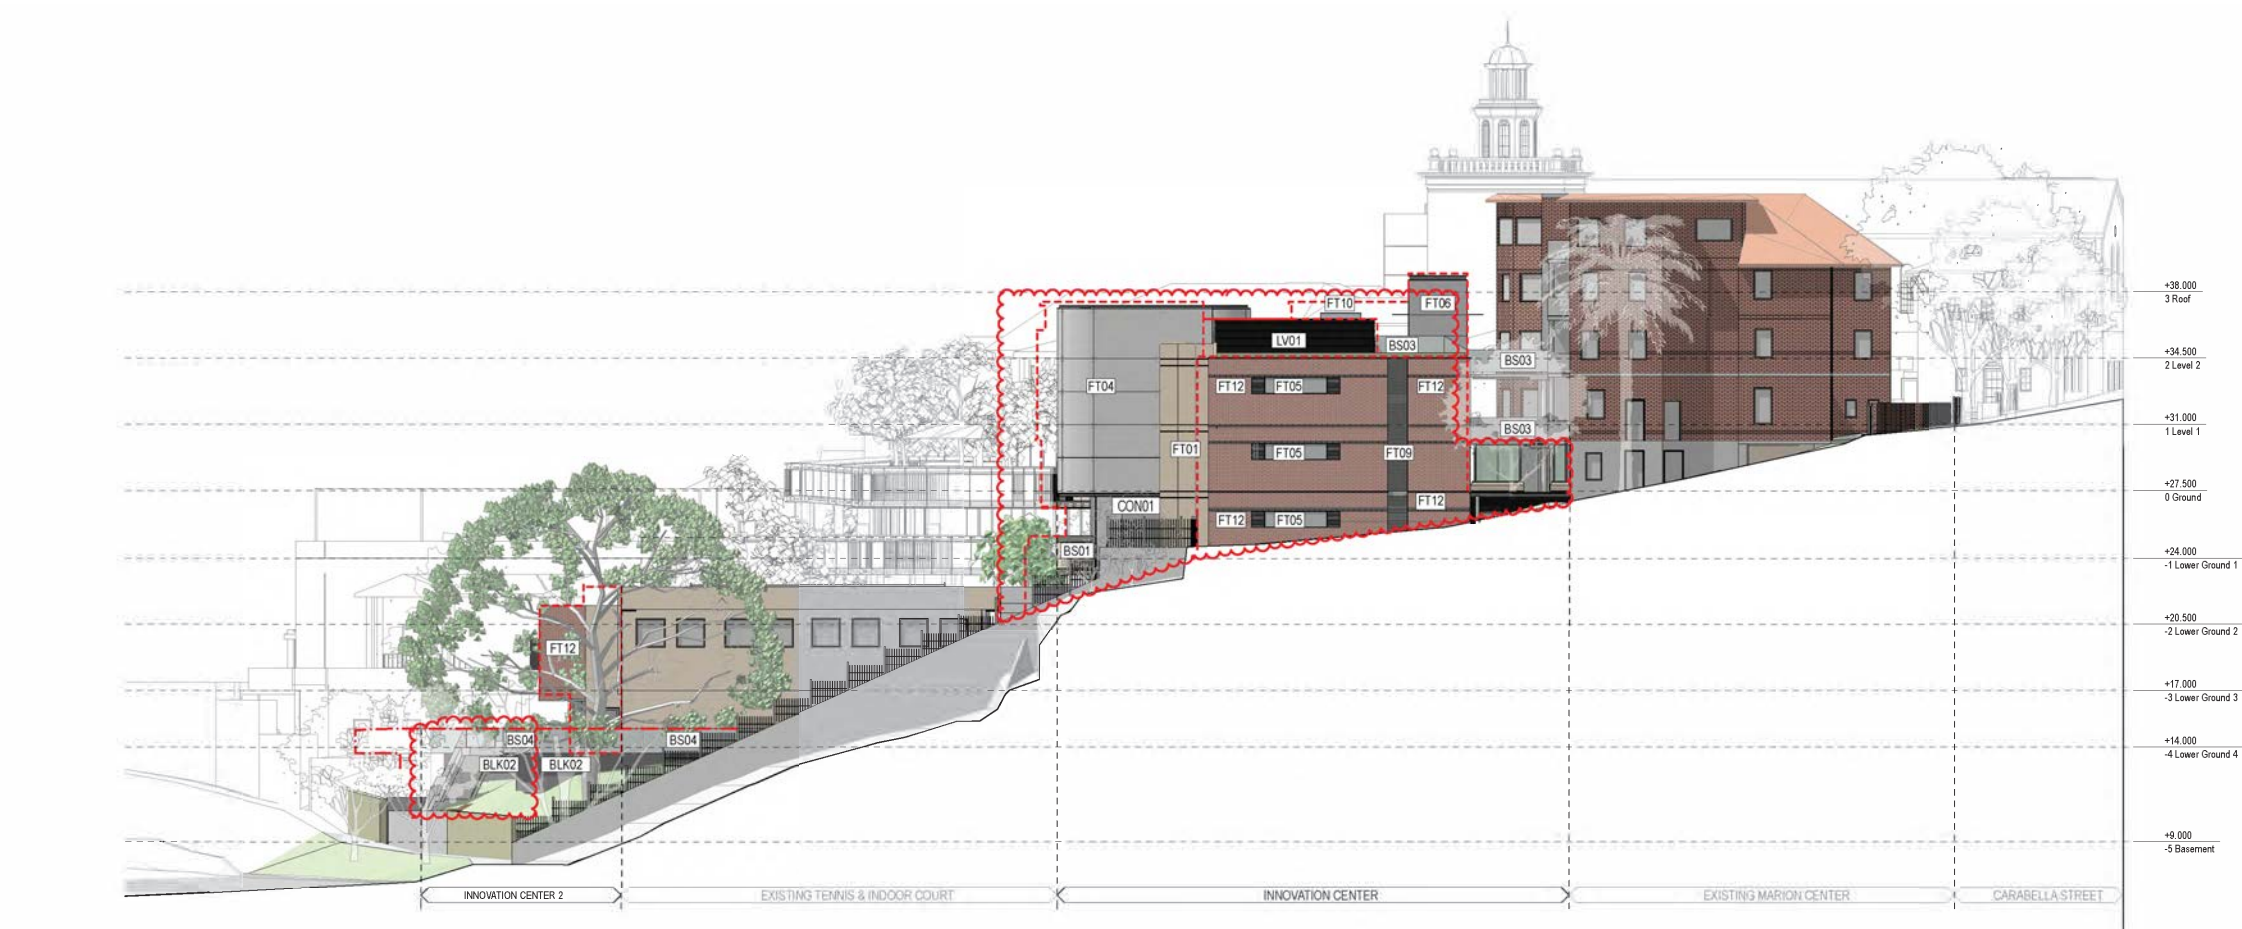 +38.000
3 Roof
FT10
FT06
LV01
BS03
+34.500
2 Level 2
BS03
FT04
FT12
FT05
FT12
+31.000
1 Level 1
BS03
FT01
FT05
FT09
+27.500
0 Ground
CON01
FT12
FT12
FT05
BS01
+24.000
-1 Lower Ground 1
+20.500
-2 Lower Ground 2
FT12
+17.000
-3 Lower Ground 3
BS04
BS04
+14.000
-4 Lower Ground 4
BLK02
BLK02
+9.000
-5 Basement
INNOVATION CENTER 2
EXISTING TENNIS & INDOOR COURT
INNOVATION CENTER
EXISTING MARION CENTER
CARABELLA STREET